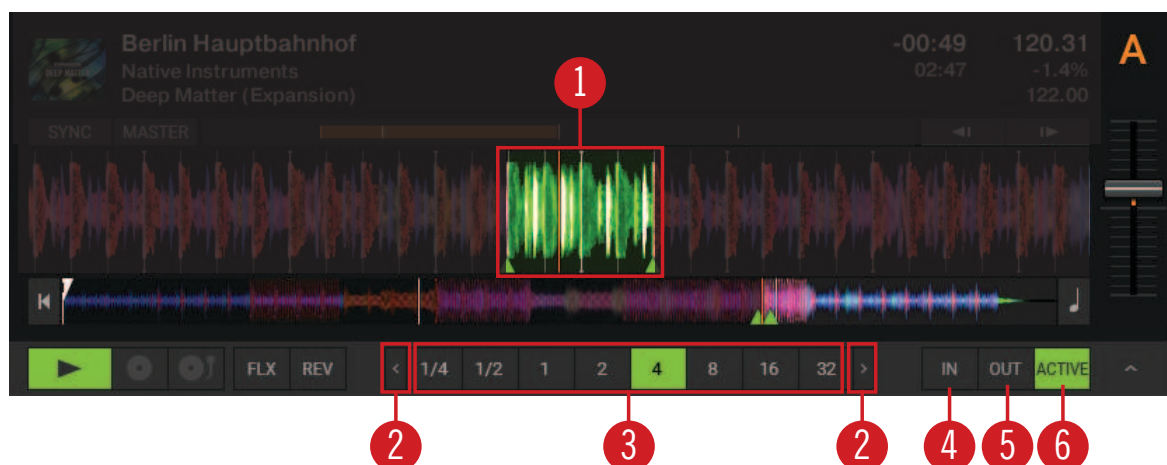 Berlin Hauptbahnhof
Native Instruments
Deep Matter (Expansion)
DEEP MATTER
-00:49 120.31
02:47 -1.4%
122.00
A
SYNC MASTER
1
FLX REV < 1/4 1/2 1 2 4 8 16 32 > IN OUT ACTIVE
2 3 2 4 5 6